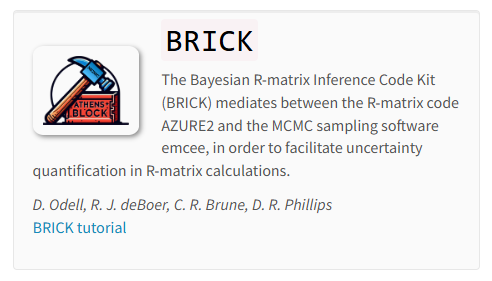 BRICK
ATHENS-
BLOCK
The Bayesian R-matrix Inference Code Kit
(BRICK) mediates between the R-matrix code
AZURE2 and the MCMC sampling software
emcee, in order to facilitate uncertainty
quantification in R-matrix calculations.
D. Odell, R. J. deBoer, C. R. Brune, D. R. Phillips
BRICK tutorial